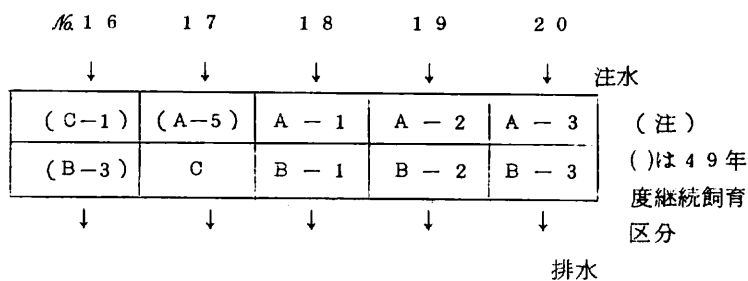 №16 17 18 19 20
注水
(C-1) (A-5) A-1 A-2 A-3
(B-3) C B-1 B-2 B-3
排水
(注)
( )は49年
度継続飼育
区分